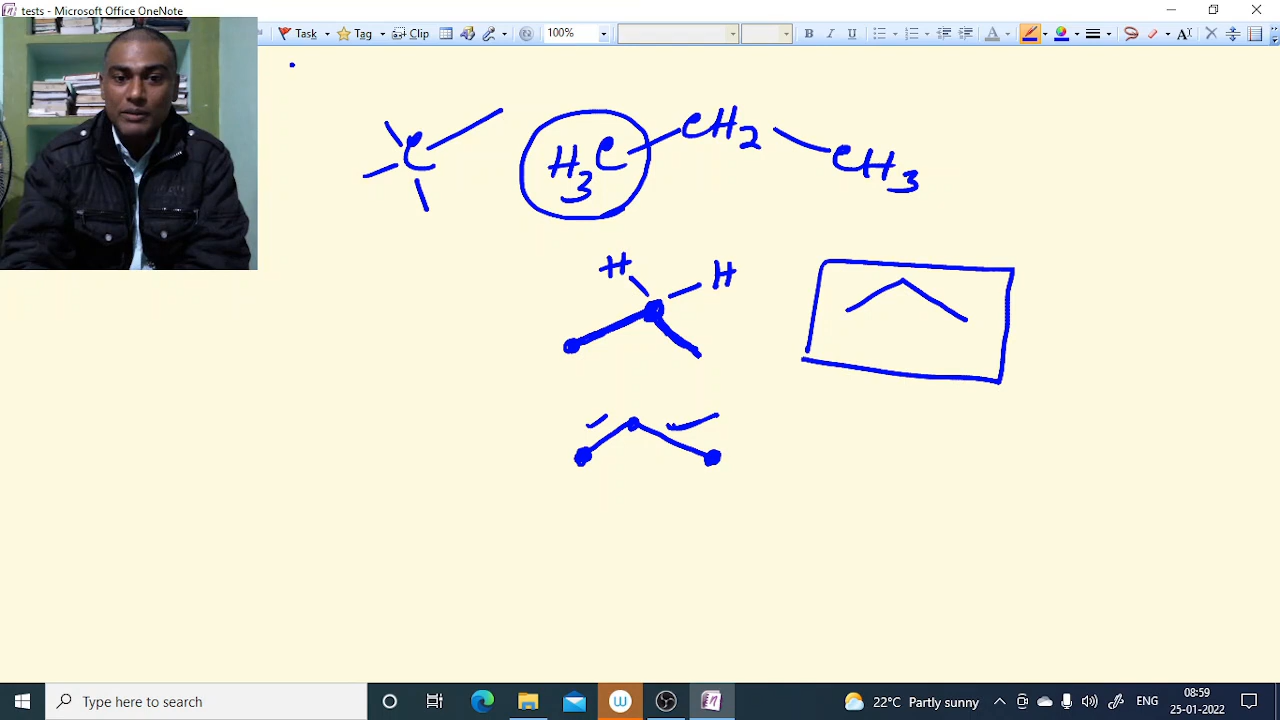 tests - Microsoft Office OneNote
Task Tag Clip 100% B I U A
C H3C CH2 CH3
H H
Type here to search W N 22°C Partly sunny ENG 08:59
25-01-2022